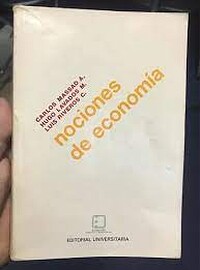 CARLOS MASSAD A.
HUGO LAVADOS M.
LUIS RIVEROS C.
nociones
de economía
EDITORIAL UNIVERSITARIA